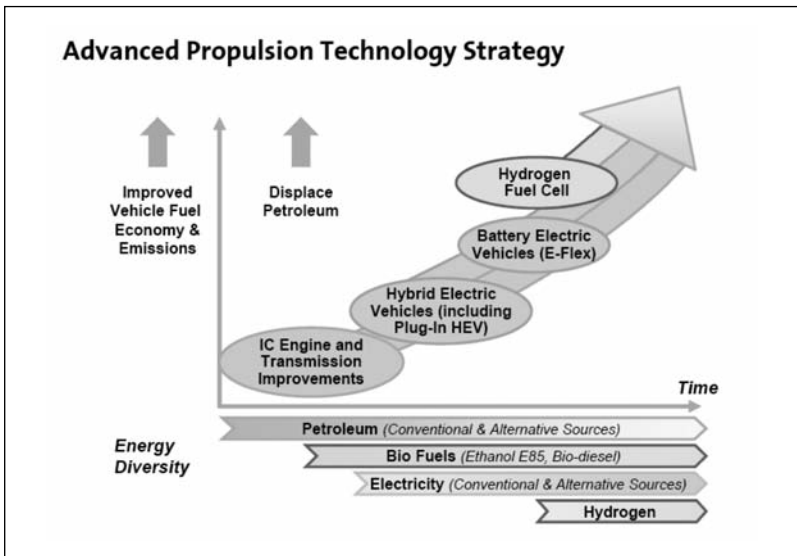 Advanced Propulsion Technology Strategy
Improved
Vehicle Fuel
Economy &
Emissions
Displace
Petroleum
Hydrogen
Fuel Cell
Battery Electric
Vehicles (E-Flex)
Hybrid Electric
Vehicles (including
Plug-In HEV)
IC Engine and
Transmission
Improvements
Time
Energy
Diversity
Petroleum (Conventional & Alternative Sources)
Bio Fuels (Ethanol E85, Bio-diesel)
Electricity (Conventional & Alternative Sources)
Hydrogen